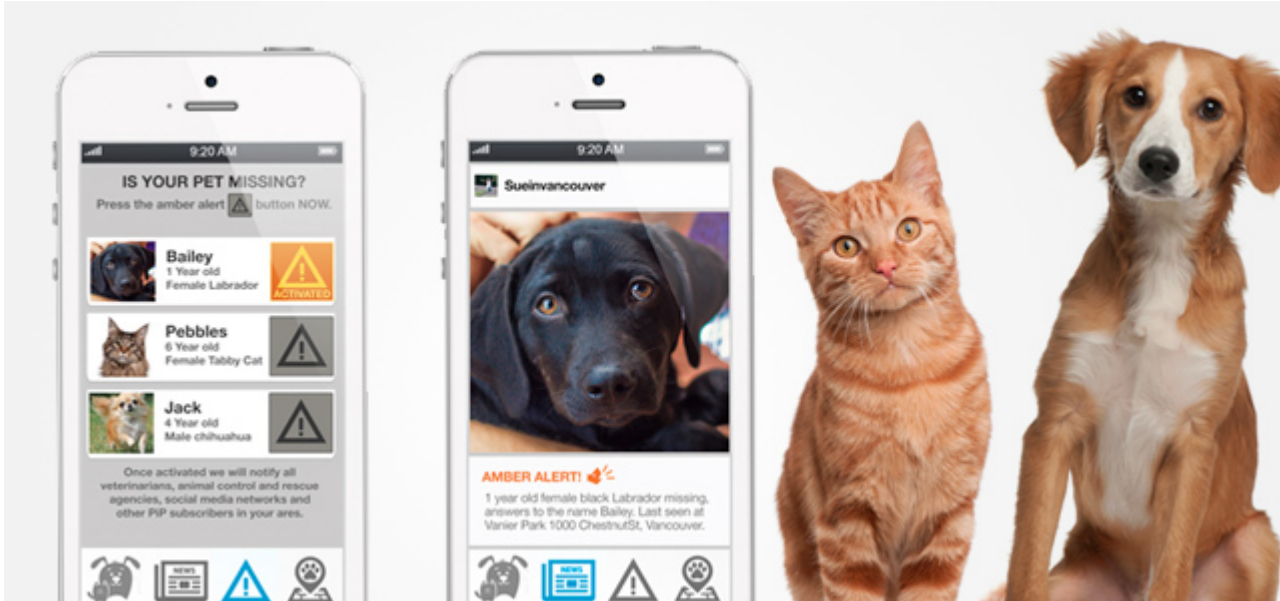 9:20 AM
IS YOUR PET MISSING?
Press the amber alert button NOW.
Bailey
1 Year old
Female Labrador
ACTIVATED
Pebbles
6 Year old
Female Tabby Cat
Jack
4 Year old
Male chihuahua
Once activated we will notify all
veterinarians, animal control and rescue
agencies, social media networks and
other PiP subscribers in your ares.
NEWS
9:20 AM
Sueinvancouver
AMBER ALERT!
1 year old female black Labrador missing,
answers to the name Bailey. Last seen at
Vanier Park 1000 ChestnutSt, Vancouver.
NEWS